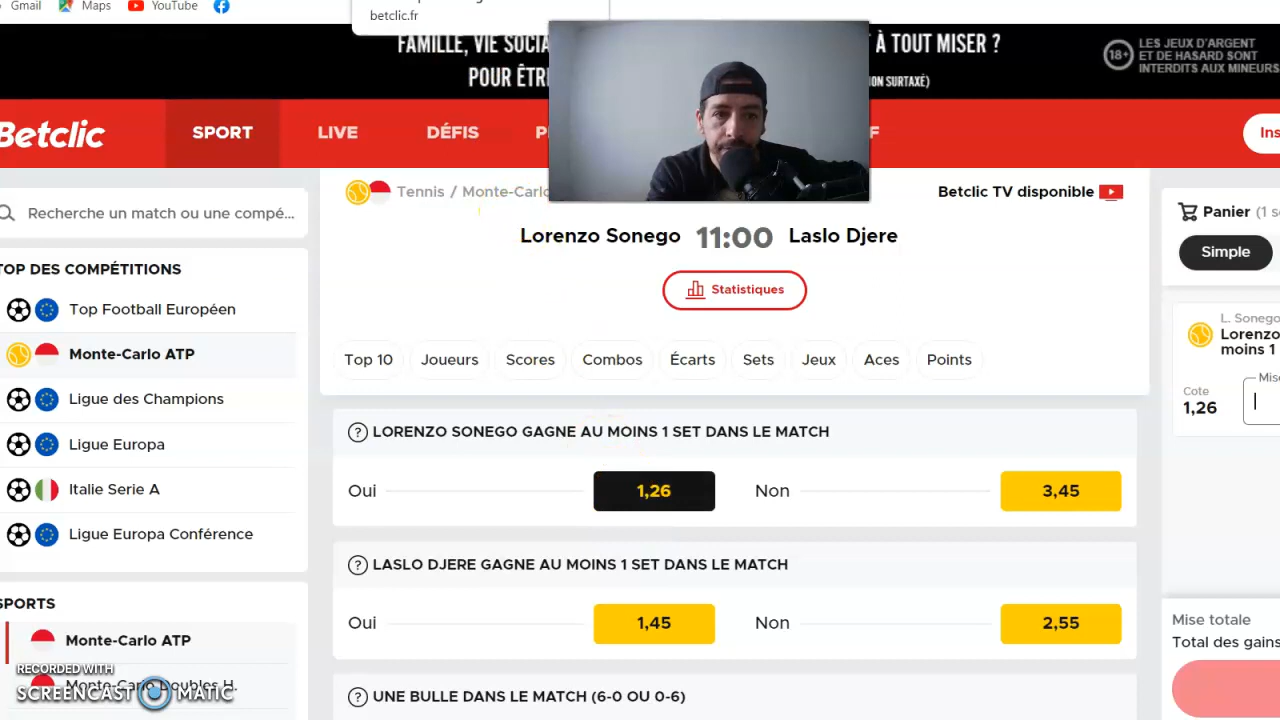 Gmail
Maps
YouTube
betclic.fr
FAMILLE, VIE SOCIA
À TOUT MISER ?
POUR ÊTR
ON SURTAXÉ)
18+
LES JEUX D'ARGENT
ET DE HASARD SONT
INTERDITS AUX MINEURS
Betclic
SPORT
LIVE
DÉFIS
Ins
Recherche un match ou une compé...
Tennis / Monte-Carlo
Betclic TV disponible
Lorenzo Sonego 11:00 Laslo Djere
Statistiques
Top 10
Joueurs
Scores
Combos
Écarts
Sets
Jeux
Aces
Points
TOP DES COMPÉTITIONS
Top Football Européen
Monte-Carlo ATP
Ligue des Champions
Ligue Europa
Italie Serie A
Ligue Europa Conférence
SPORTS
Monte-Carlo ATP
Monte-Carlo Doubles H.
RECORDED WITH
SCREENCAST MATIC
? LORENZO SONEGO GAGNE AU MOINS 1 SET DANS LE MATCH
Oui 1,26 Non 3,45
? LASLO DJERE GAGNE AU MOINS 1 SET DANS LE MATCH
Oui 1,45 Non 2,55
? UNE BULLE DANS LE MATCH (6-0 OU 0-6)
Panier (1 s
Simple
L. Sonego
Lorenzo
moins 1
Cote
1,26
Mise
Mise totale
Total des gains